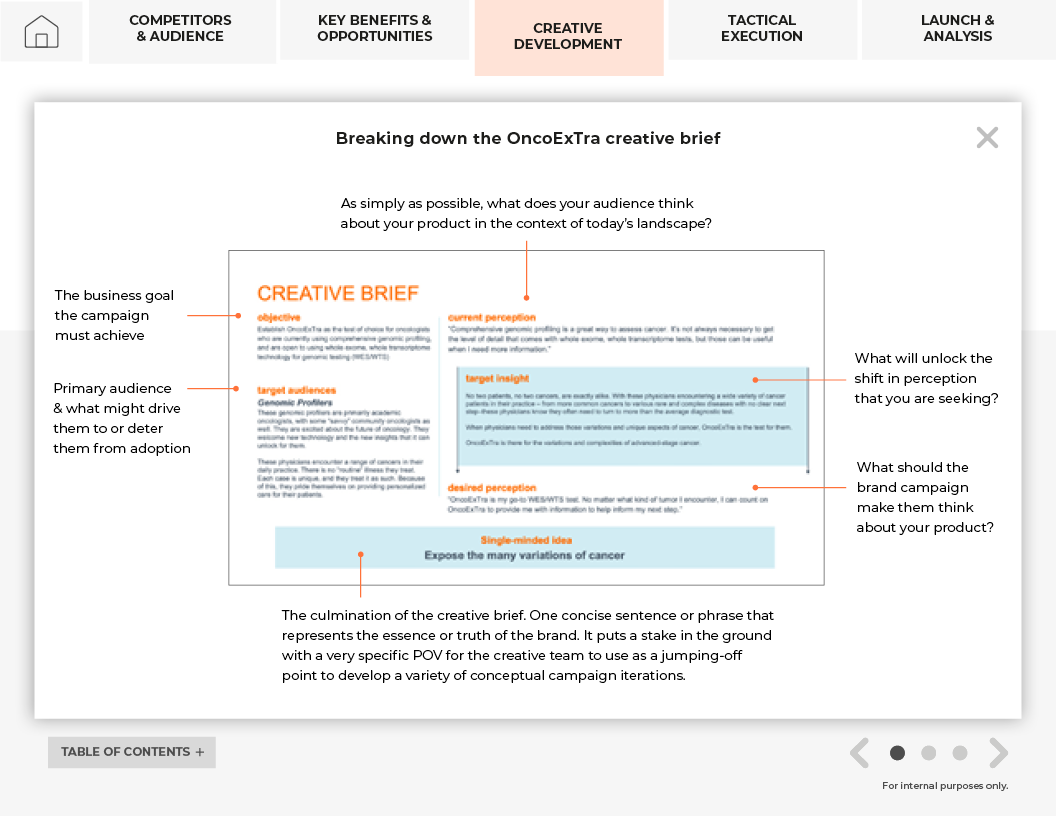 COMPETITORS
& AUDIENCE
KEY BENEFITS &
OPPORTUNITIES
CREATIVE
DEVELOPMENT
TACTICAL
EXECUTION
LAUNCH &
ANALYSIS
Breaking down the OncoExTra creative brief
As simply as possible, what does your audience think
about your product in the context of today's landscape?
The business goal
the campaign
must achieve
Primary audience
& what might drive
them to or deter
them from adoption
CREATIVE BRIEF
objective
Establish OncoExTra as the test of choice for oncologists
who are currently using comprehensive genomic profiling,
and are open to using whole exome, whole transcriptome
technology for genomic testing (WES/WTS)
target audiences
Genomic Profilers
These genomic profilers are primarily academic
oncologists, with some "savvy" community oncologists as
well. They are excited about the future of oncology. They
welcome new technology and the new insights that it can
unlock for them.
These physicians encounter a range of cancers in their
daily practice. There is no "routine" illness they treat.
Each case is unique, and they treat it as such. Because
of this, they pride themselves on providing personalized
care for their patients.
current perception
"Comprehensive genomic profiling is a great way to assess cancer. It's not always necessary to get
the level of detail that comes with whole exome, whole transcriptome tests, but those can be useful
when I need more information."
target insight
No two patients, no two cancers, are exactly alike. With these physicians encountering a wide variety of cancer
patients in their practice – from more common cancers to various rare and complex diseases with no clear next
step–these physicians know they often need to turn to more than the average diagnostic test.
When physicians need to address those variations and unique aspects of cancer, OncoExTra is the test for them.
OncoExTra is there for the variations and complexities of advanced-stage cancer.
desired perception
"OncoExTra is my go-to WES/WTS test. No matter what kind of tumor I encounter, I can count on
OncoExTra to provide me with information to help inform my next step."
Single-minded idea
Expose the many variations of cancer
What will unlock the
shift in perception
that you are seeking?
What should the
brand campaign
make them think
about your product?
The culmination of the creative brief. One concise sentence or phrase that
represents the essence or truth of the brand. It puts a stake in the ground
with a very specific POV for the creative team to use as a jumping-off
point to develop a variety of conceptual campaign iterations.
TABLE OF CONTENTS +
For internal purposes only.